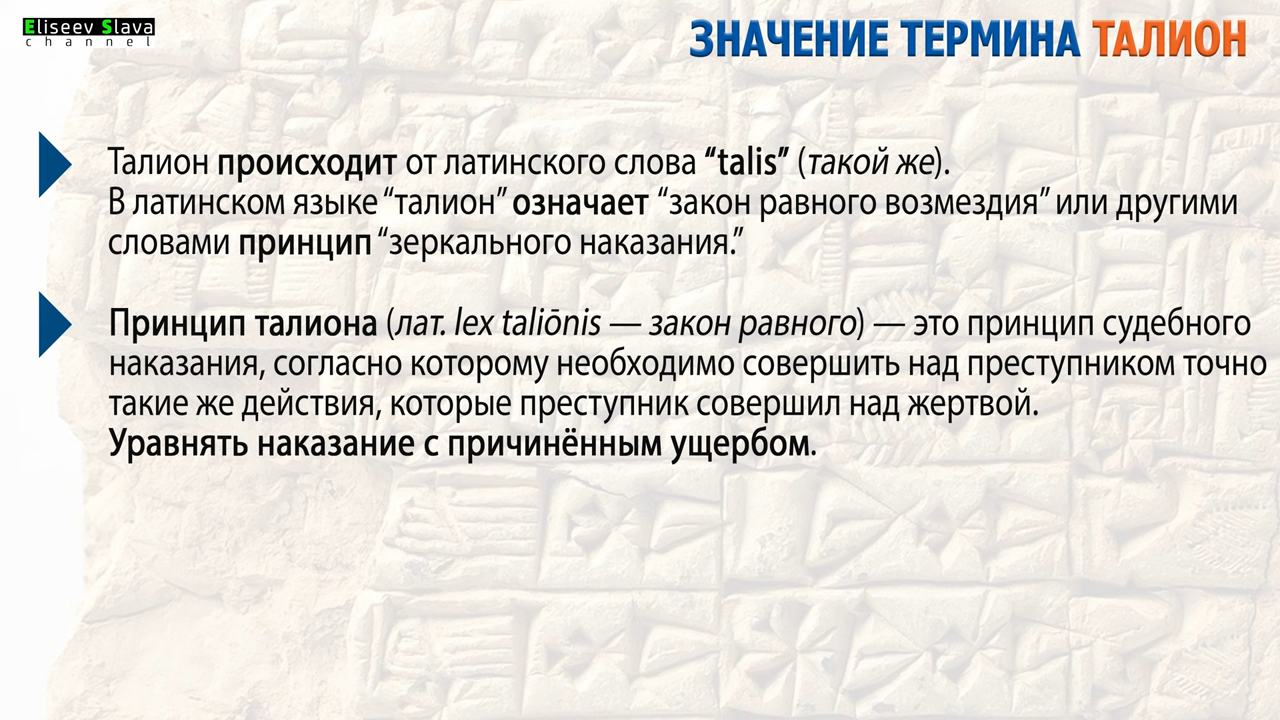 Eliseev Slava
channel
ЗНАЧЕНИЕ ТЕРМИНА ТАЛИОН
Талион происходит от латинского слова “talis” (такой же).
В латинском языке “талион” означает “закон равного возмездия” или другими
словами принцип “зеркального наказания.”
Принцип талиона (лат. lex taliōnis — закон равного) — это принцип судебного
наказания, согласно которому необходимо совершить над преступником точно
такие же действия, которые преступник совершил над жертвой.
Уравнять наказание с причинённым ущербом.